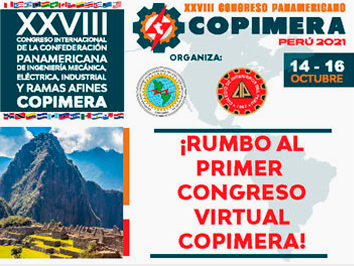 XXVIII
CONGRESO INTERNACIONAL
DE LA CONFEDERACIÓN
PANAMERICANA
DE INGENIERÍA MECÁNICA,
ELÉCTRICA, INDUSTRIAL
Y RAMAS AFINES
COPIMERA
XXVIII CONGRESO PANAMERICANO
COPIMERA
PERÚ 2021
ORGANIZA:
14 - 16
OCTUBRE
¡RUMBO AL
PRIMER
CONGRESO
VIRTUAL
COPIMERA!